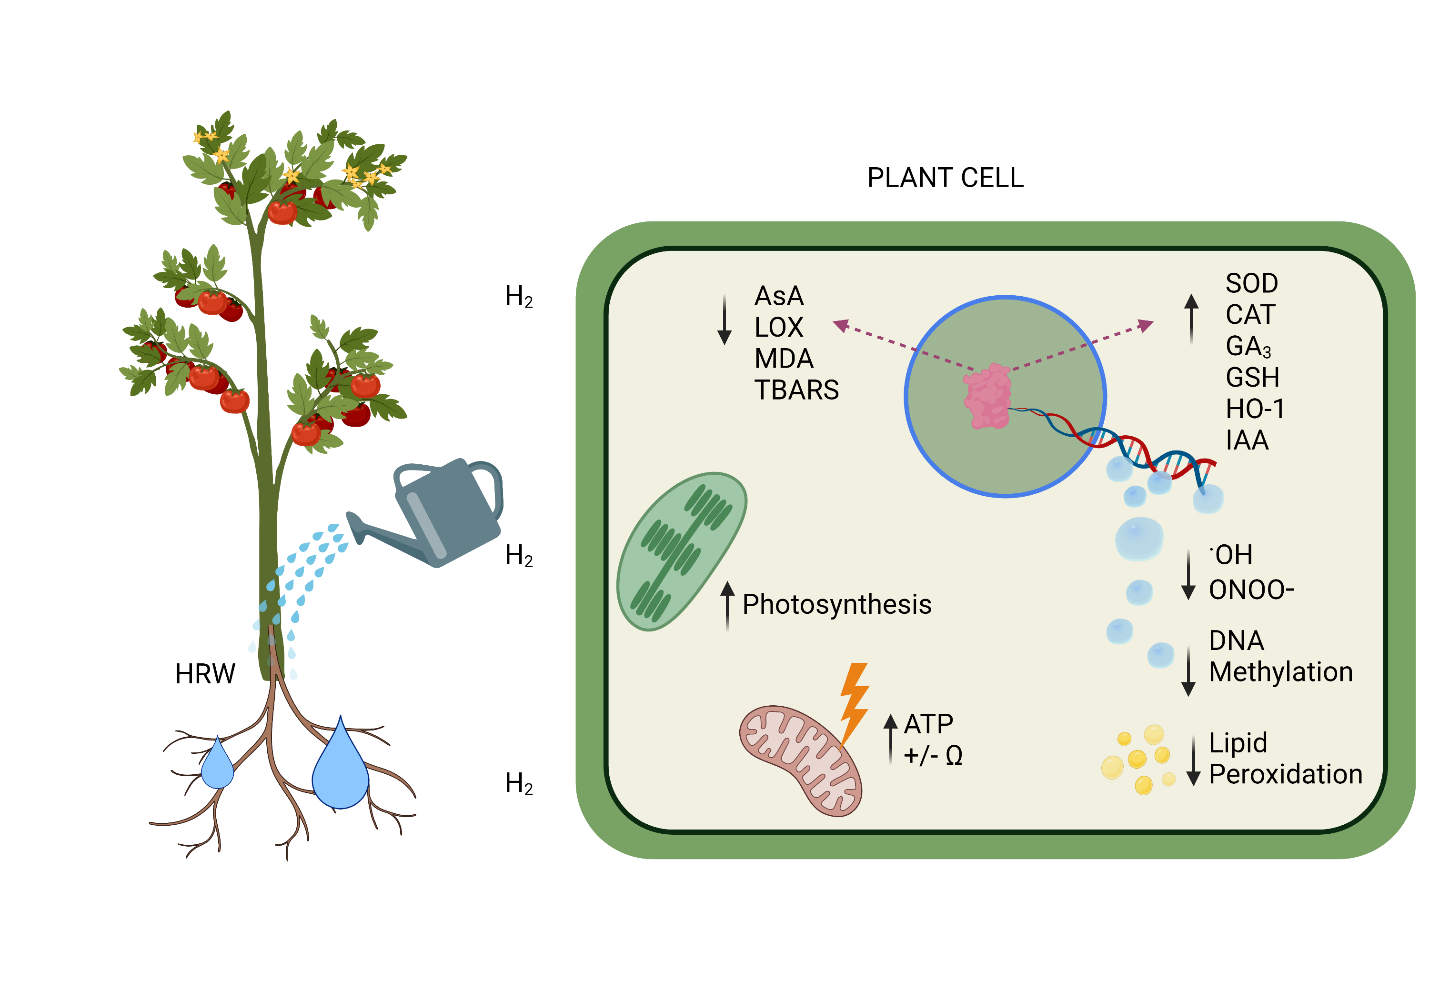 PLANT CELL
H₂
AsA
LOX
MDA
TBARS
SOD
CAT
GA₃
GSH
HO-1
IAA
H₂
˙OH
ONOO-
Photosynthesis
DNA
Methylation
HRW
ATP
+/- Ω
Lipid
Peroxidation
H₂